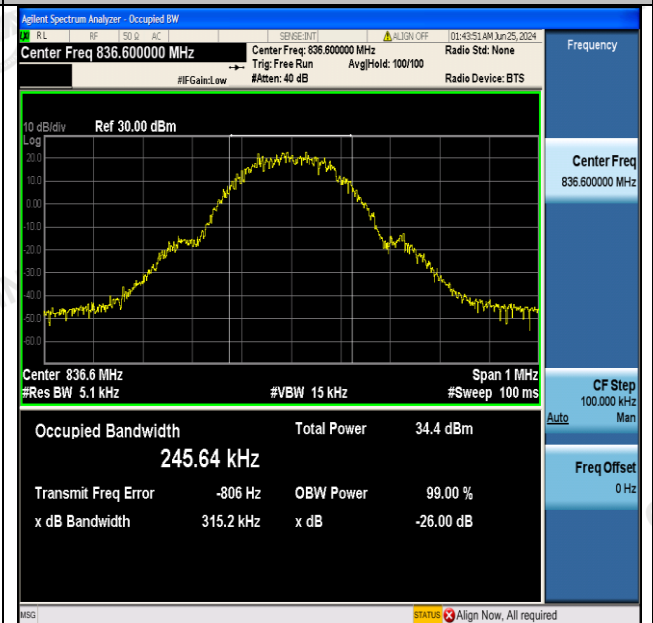 Agilent Spectrum Analyzer - Occupied BW
RL RF 50 Ω AC SENSE:INT ALIGN OFF 01:43:51 AM Jun 25, 2024
Center Freq 836.600000 MHz
Center Freq: 836.600000 MHz Radio Std: None
Trig: Free Run Avg|Hold: 100/100
#IFGain:Low #Atten: 40 dB Radio Device: BTS
10 dB/div Ref 30.00 dBm
Log
20.0
10.0
0.00
-10.0
-20.0
-30.0
-40.0
-50.0
-60.0
Center 836.6 MHz Span 1 MHz
#Res BW 5.1 kHz #VBW 15 kHz #Sweep 100 ms
Occupied Bandwidth Total Power 34.4 dBm
245.64 kHz
Transmit Freq Error -806 Hz OBW Power 99.00 %
x dB Bandwidth 315.2 kHz x dB -26.00 dB
Frequency
Center Freq
836.600000 MHz
CF Step
100.000 kHz
Auto Man
Freq Offset
0 Hz
MSG STATUS Align Now, All required